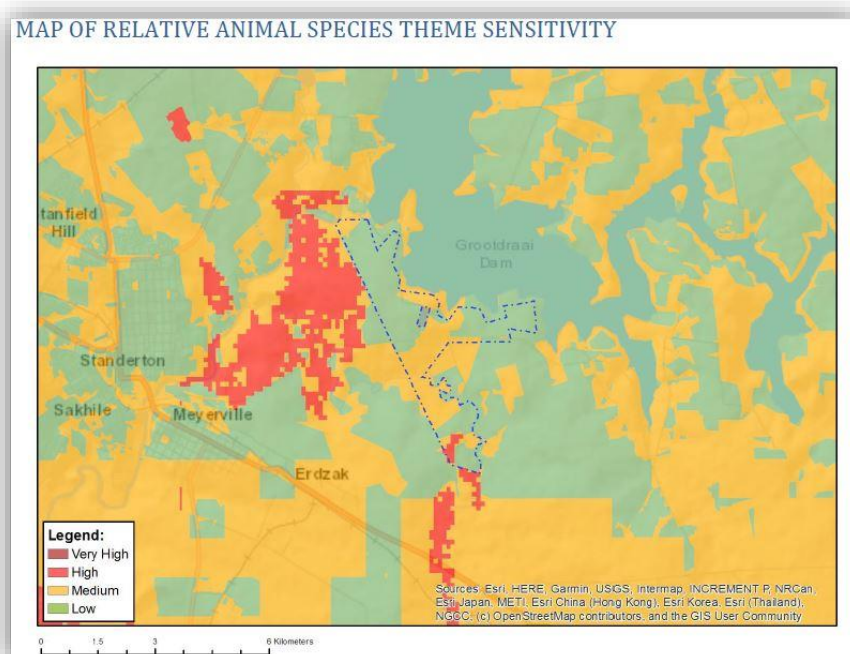 MAP OF RELATIVE ANIMAL SPECIES THEME SENSITIVITY
tanfield
Hill
Grootdraai
Dam
Standerton
Sakhile
Meyerville
Erdzak
Legend:
Very High
High
Medium
Low
Sources: Esri, HERE, Garmin, USGS, Intermap, INCREMENT P, NRCan,
Esri Japan, METI, Esri China (Hong Kong), Esri Korea, Esri (Thailand),
NGCC, (c) OpenStreetMap contributors, and the GIS User Community
0 1.5 3 6 Kilometers